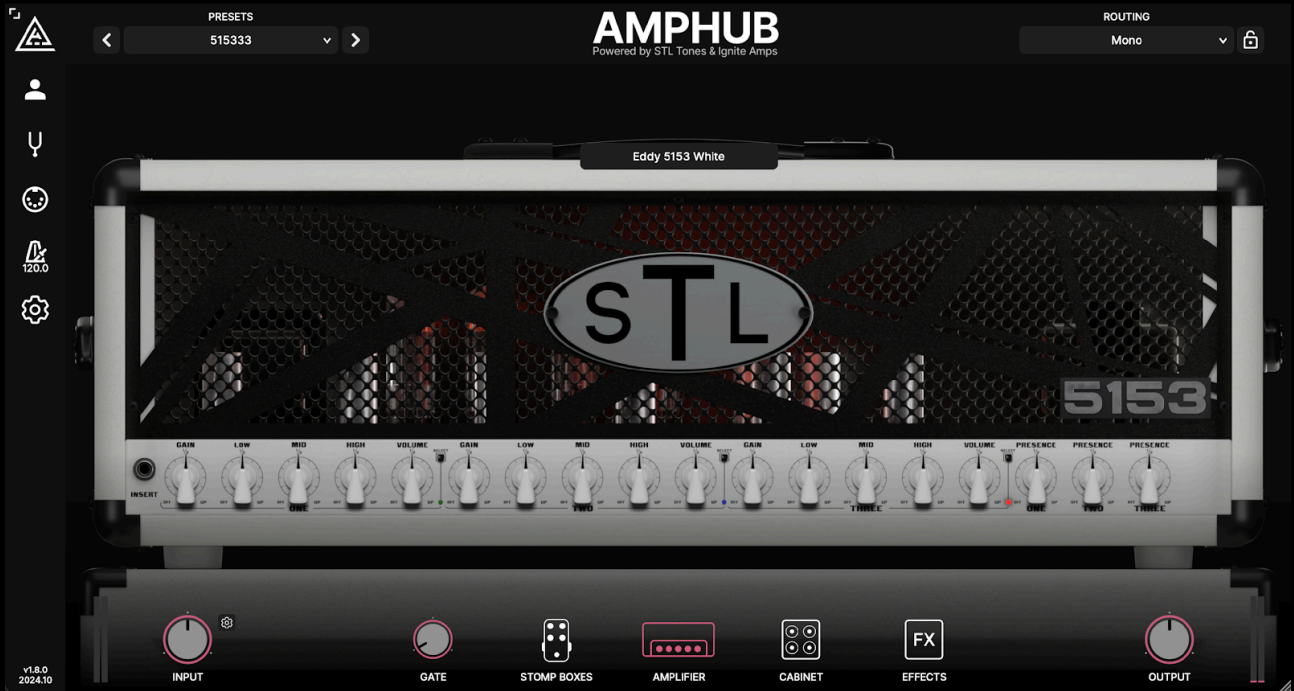 PRESETS
515333
AMPHUB
Powered by STL Tones & Ignite Amps
ROUTING
Mono
120.0
Eddy 5153 White
STL
5153
GAIN LOW MID HIGH VOLUME GAIN LOW MID HIGH VOLUME GAIN LOW MID HIGH VOLUME PRESENCE PRESENCE PRESENCE
SELECT SELECT SELECT
INSERT
ONE TWO THREE ONE TWO THREE
FX
INPUT GATE STOMP BOXES AMPLIFIER CABINET EFFECTS OUTPUT
v1.8.0
2024.10